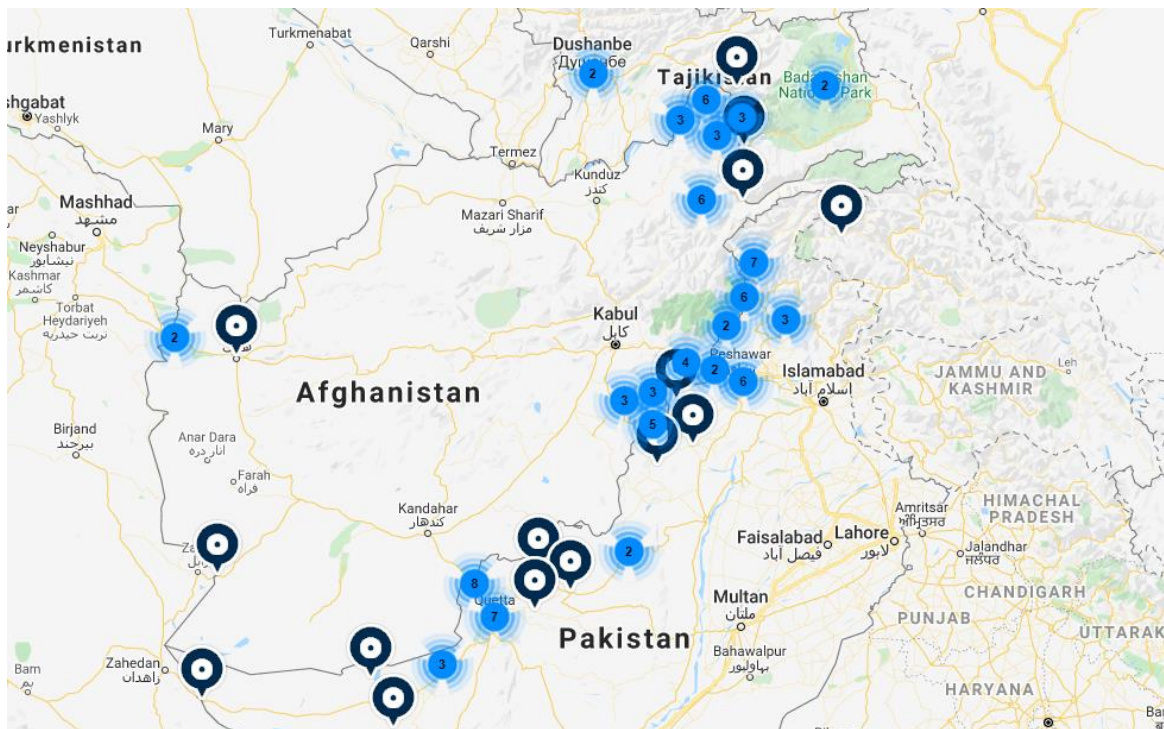 urkmenistan
Turkmenabat
Qarshi
Dushanbe
Душанбе
2
Tajikistan
2
Badakhshan
National Park
shgabat
Yashlyk
Mary
6
3
3
3
Termez
Kunduz
کندز
6
Mashhad
مشهد
Mazari Sharif
مزار شریف
Neyshabur
نیشابور
Kashmar
کاشمر
Torbat
Heydariyeh
تربت حیدریه
7
6
2
3
2
Kabul
کابل
Peshawar
4
2
6
3
3
5
Islamabad
اسلام آباد
JAMMU AND
KASHMIR
Leh
Afghanistan
Birjand
بیرجند
Anar Dara
انار دره
Farah
فراه
Kandahar
کندهار
Amritsar
ਅੰਮ੍ਰਿਤਸਰ
HIMACHAL
PRADESH
Faisalabad
فیصل آباد
Lahore
لاہور
Jalandhar
ਜਲੰਧਰ
2
8
Quetta
7
CHANDIGARH
Multan
ملتان
PUNJAB
UTTARAK
Pakistan
Bahawalpur
بہاولپور
3
Bam
بم
Zahedan
زاهدان
HARYANA